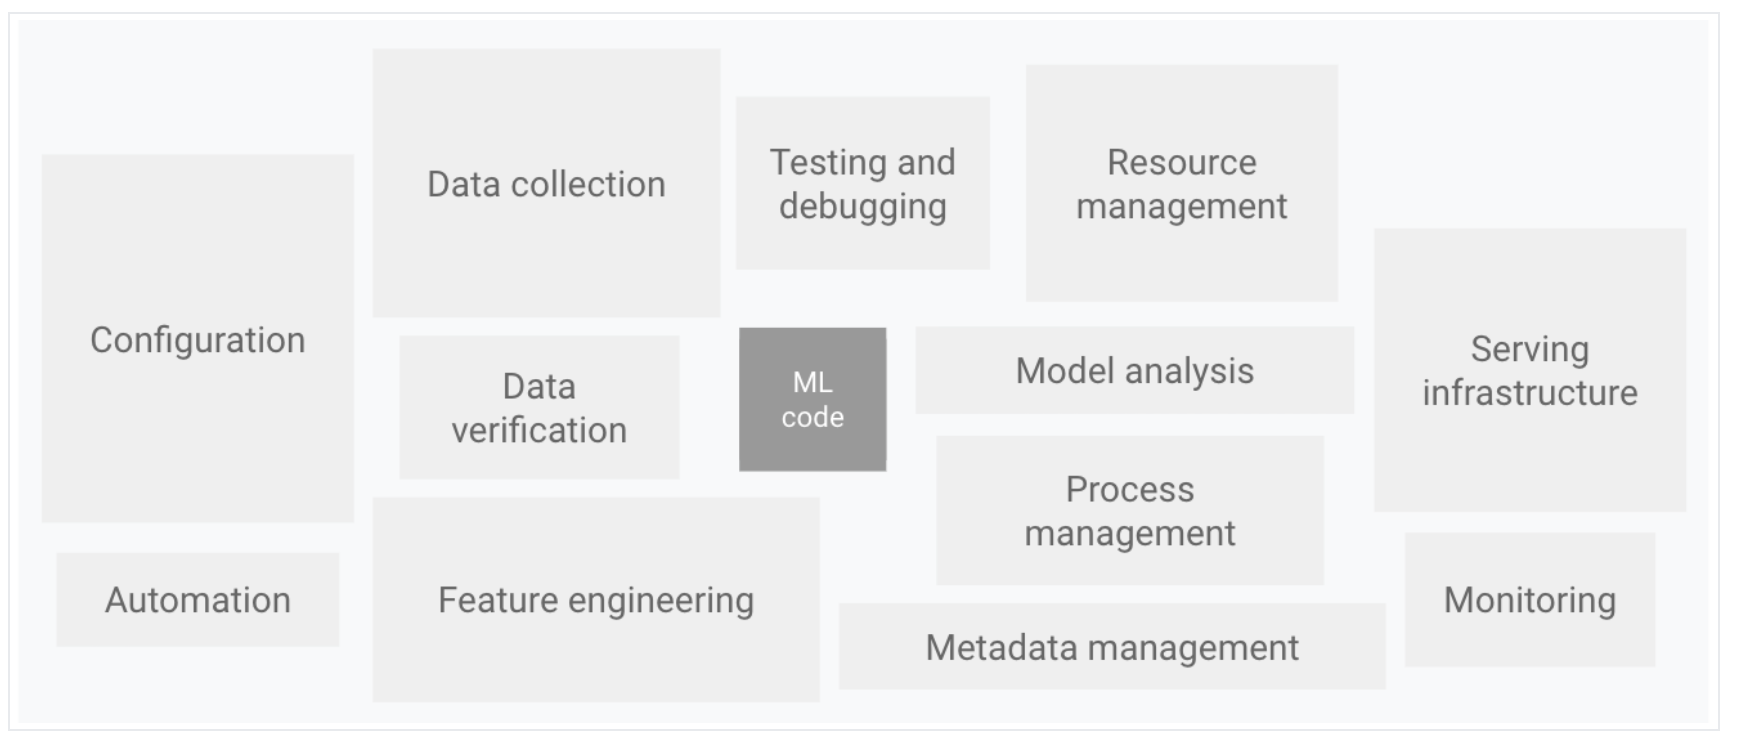 Data collection
Testing and
debugging
Resource
management
Configuration
Data
verification
ML
code
Model analysis
Serving
infrastructure
Process
management
Automation
Feature engineering
Metadata management
Monitoring